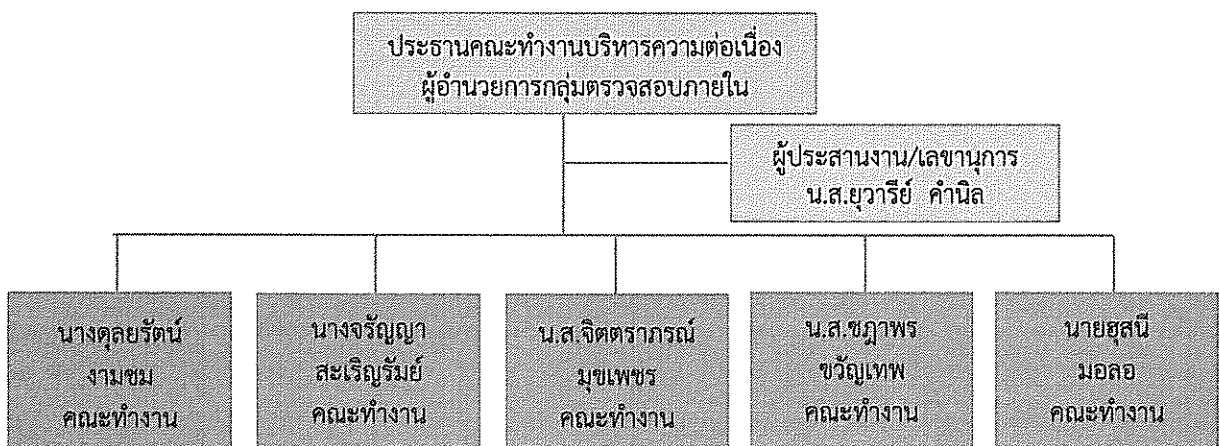 ประธานคณะทำงานบริหารความต่อเนื่อง
ผู้อำนวยการกลุ่มตรวจสอบภายใน
ผู้ประสานงาน/เลขานุการ
น.ส.ยุวารีย์ คำนิล
นางตุลยรัตน์
งามชม
คณะทำงาน
นางจรัญญา
สะเริญรัมย์
คณะทำงาน
น.ส.จิตตราภรณ์
มุขเพชร
คณะทำงาน
น.ส.ชฎาพร
ขวัญเทพ
คณะทำงาน
นายฮุสนี
มอลอ
คณะทำงาน